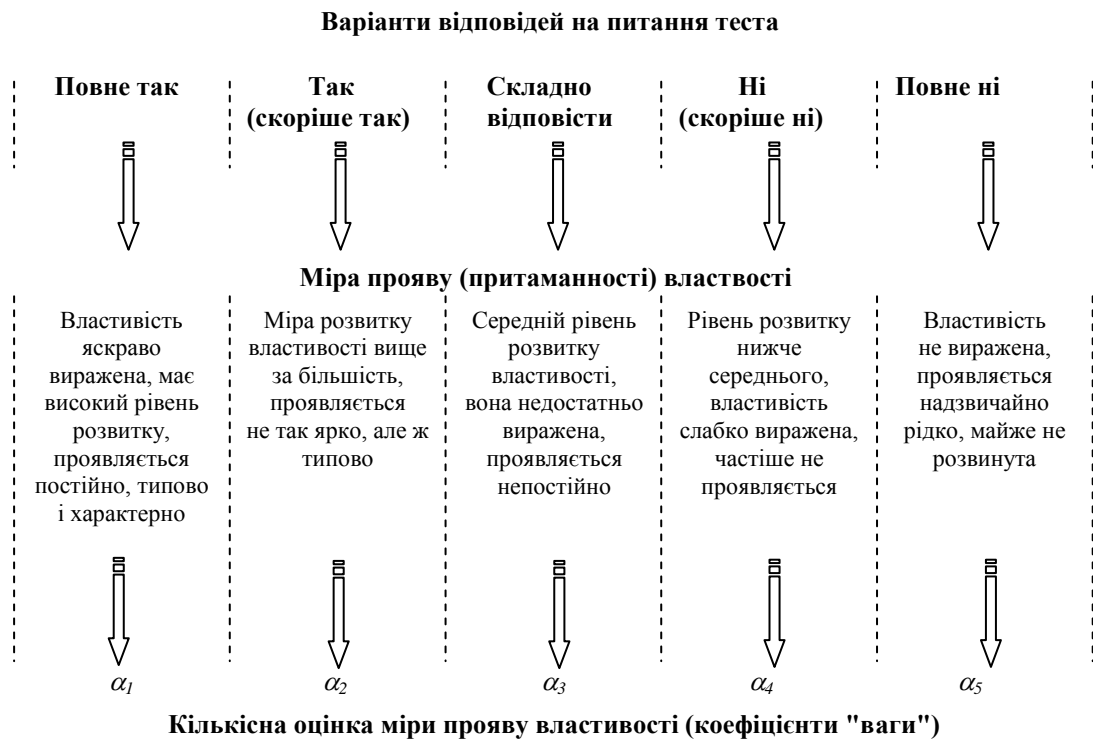 Варіанти відповідей на питання теста
Повне так
Так
(скоріше так)
Складно
відповісти
Ні
(скоріше ні)
Повне ні
Міра прояву (притаманності) властвості
Властивість
яскраво
виражена, має
високий рівень
розвитку,
проявляється
постійно, типово
і характерно
Міра розвитку
властивості вище
за більшість,
проявляється
не так ярко, але ж
типово
Середній рівень
розвитку
властивості,
вона недостатньо
виражена,
проявляється
непостійно
Рівень розвитку
нижче
середнього,
властивість
слабко виражена,
частіше не
проявляється
Властивість
не виражена,
проявляється
надзвичайно
рідко, майже не
розвинута
α1
α2
α3
α4
α5
Кількісна оцінка міри прояву властивості (коефіцієнти "ваги")